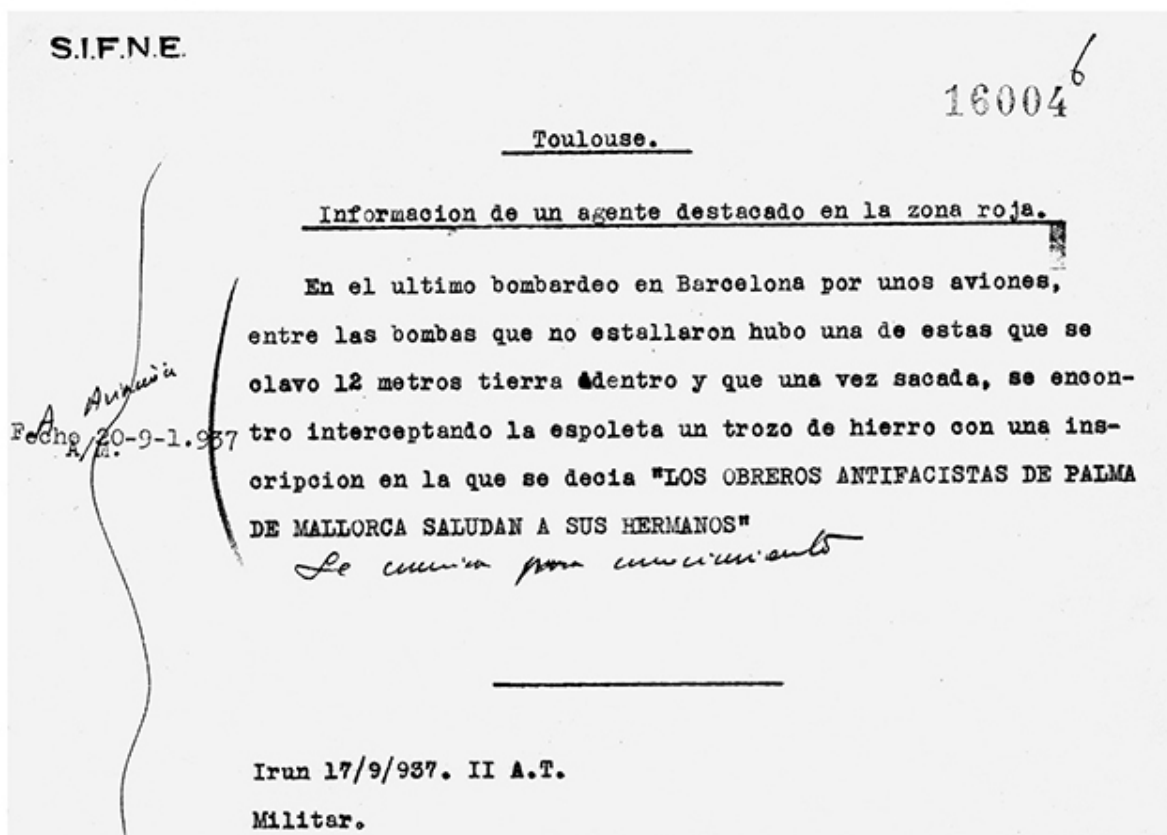 S.I.F.N.E.
16004
6
Toulouse.
Informacion de un agente destacado en la zona roja.
En el ultimo bombardeo en Barcelona por unos aviones,
entre las bombas que no estallaron hubo una de estas que se
clavo 12 metros tierra adentro y que una vez sacada, se encon-
tro interceptando la espoleta un trozo de hierro con una ins-
cripcion en la que se decia "LOS OBREROS ANTIFACISTAS DE PALMA
DE MALLORCA SALUDAN A SUS HERMANOS"
A Aviación
Fecho 20-9-1.937
A/M.
Se comunica para conocimiento
Irun 17/9/937. II A.T.
Militar.